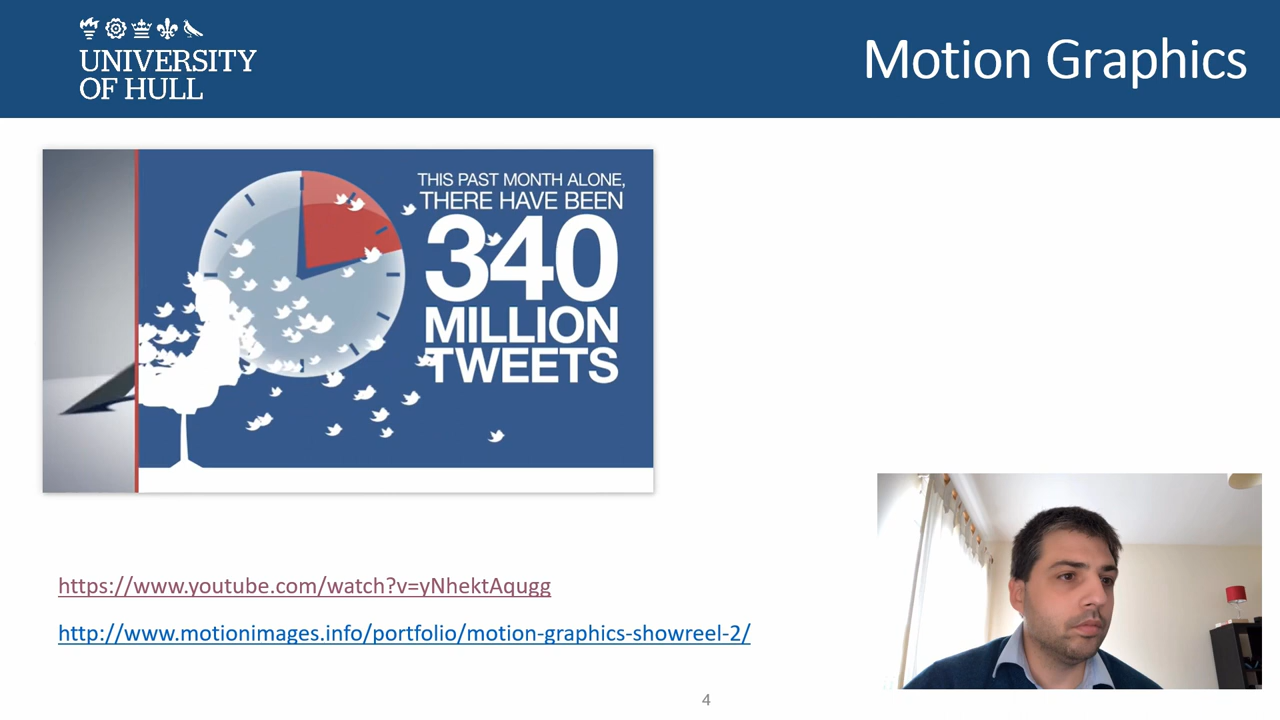 UNIVERSITY
OF HULL
Motion Graphics
THIS PAST MONTH ALONE,
THERE HAVE BEEN
340
MILLION
TWEETS
https://www.youtube.com/watch?v=yNhektAqugg
http://www.motionimages.info/portfolio/motion-graphics-showreel-2/
4